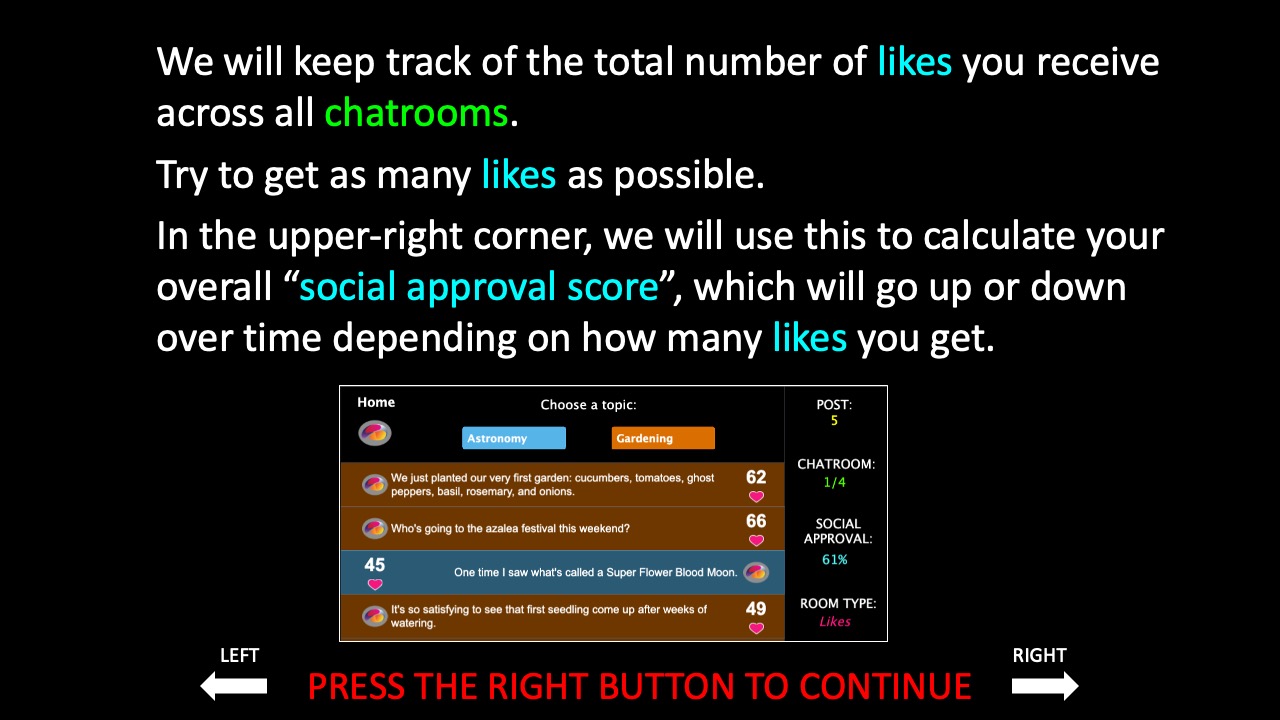 We will keep track of the total number of likes you receive
across all chatrooms.
Try to get as many likes as possible.
In the upper-right corner, we will use this to calculate your
overall “social approval score”, which will go up or down
over time depending on how many likes you get.
Home
Choose a topic:
Astronomy
Gardening
We just planted our very first garden: cucumbers, tomatoes, ghost
peppers, basil, rosemary, and onions.
62
Who's going to the azalea festival this weekend?
66
45
One time I saw what's called a Super Flower Blood Moon.
It's so satisfying to see that first seedling come up after weeks of
watering.
49
POST:
5
CHATROOM:
1/4
SOCIAL
APPROVAL:
61%
ROOM TYPE:
Likes
LEFT
PRESS THE RIGHT BUTTON TO CONTINUE
RIGHT